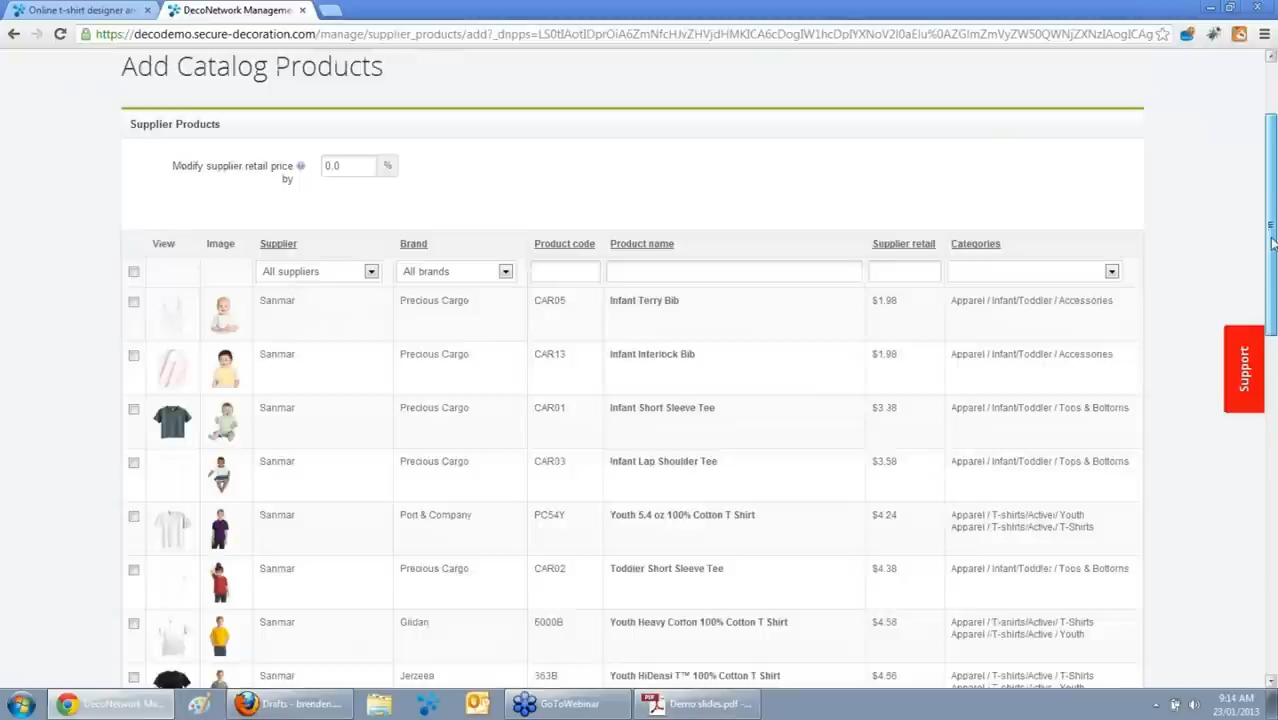 Online t-shirt designer an
DecoNetwork Manageme
https://decodemo.secure-decoration.com/manage/supplier_products/add?
Add Catalog Products
Supplier Products
Modify supplier retail price by 0.0 %
View Image Supplier Brand Product code Product name Supplier retail Categories
All suppliers All brands
Sanmar Precious Cargo CAR05 Infant Terry Bib $1.98 Apparel / Infant/Toddler / Accessories
Sanmar Precious Cargo CAR13 Infant Interlock Bib $1.98 Apparel / Infant/Toddler / Accessories
Sanmar Precious Cargo CAR01 Infant Short Sleeve Tee $3.38 Apparel / Infant/Toddler / Tops & Bottoms
Sanmar Precious Cargo CAR03 Infant Lap Shoulder Tee $3.58 Apparel / Infant/Toddler / Tops & Bottoms
Sanmar Port & Company PC54Y Youth 5.4 oz 100% Cotton T Shirt $4.24 Apparel / T-shirts/Active/ Youth
Apparel / T-shirts/Active / T-Shirts
Sanmar Precious Cargo CAR02 Toddler Short Sleeve Tee $4.38 Apparel / Infant/Toddler / Tops & Bottoms
Sanmar Gildan 5000B Youth Heavy Cotton 100% Cotton T Shirt $4.58 Apparel / T-shirts/Active/ T-Shirts
Apparel / T-shirts/Active / Youth
Sanmar Jerzees 363B Youth HiDensi T™ 100% Cotton T Shirt $4.56 Apparel / T-shirts/Active / T-Shirts
Support
DecoNetwork Ma...
Drafts - brenden....
GoToWebinar
Demo slides.pdf - ...
9:14 AM
23/01/2013